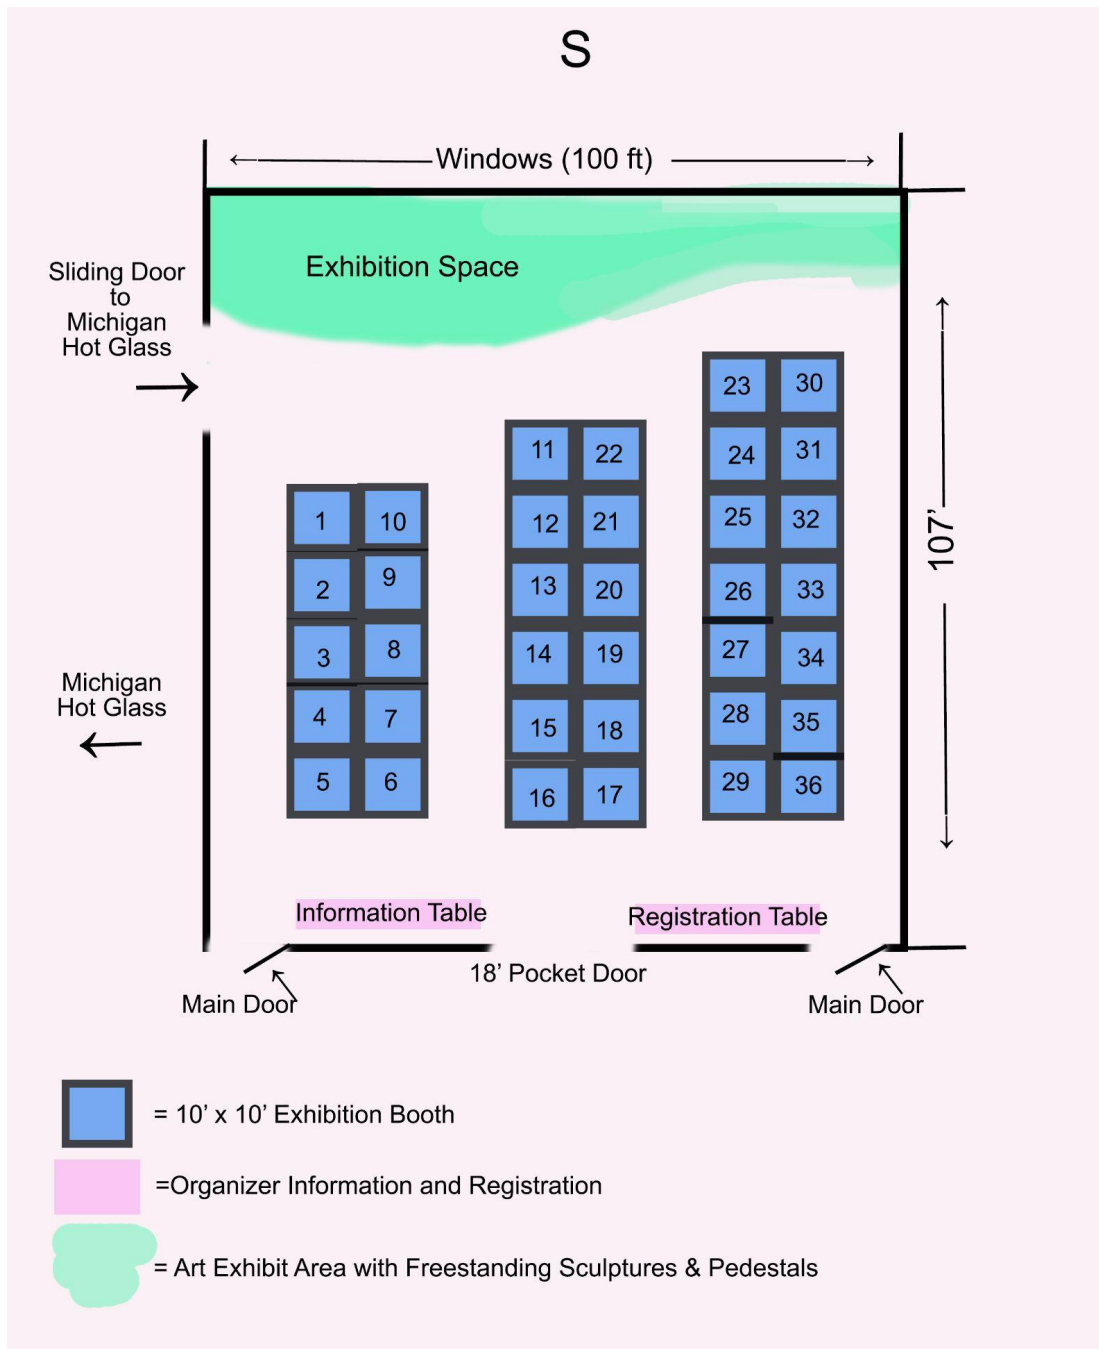 S
Windows (100 ft)
Exhibition Space
Sliding Door
to
Michigan
Hot Glass
23 30
11 22 24 31
1 10 12 21 25 32
2 9 13 20 26 33
3 8 14 19 27 34
4 7 15 18 28 35
5 6 16 17 29 36
107’
Michigan
Hot Glass
Information Table
Registration Table
18’ Pocket Door
Main Door
Main Door
= 10’ x 10’ Exhibition Booth
=Organizer Information and Registration
= Art Exhibit Area with Freestanding Sculptures & Pedestals